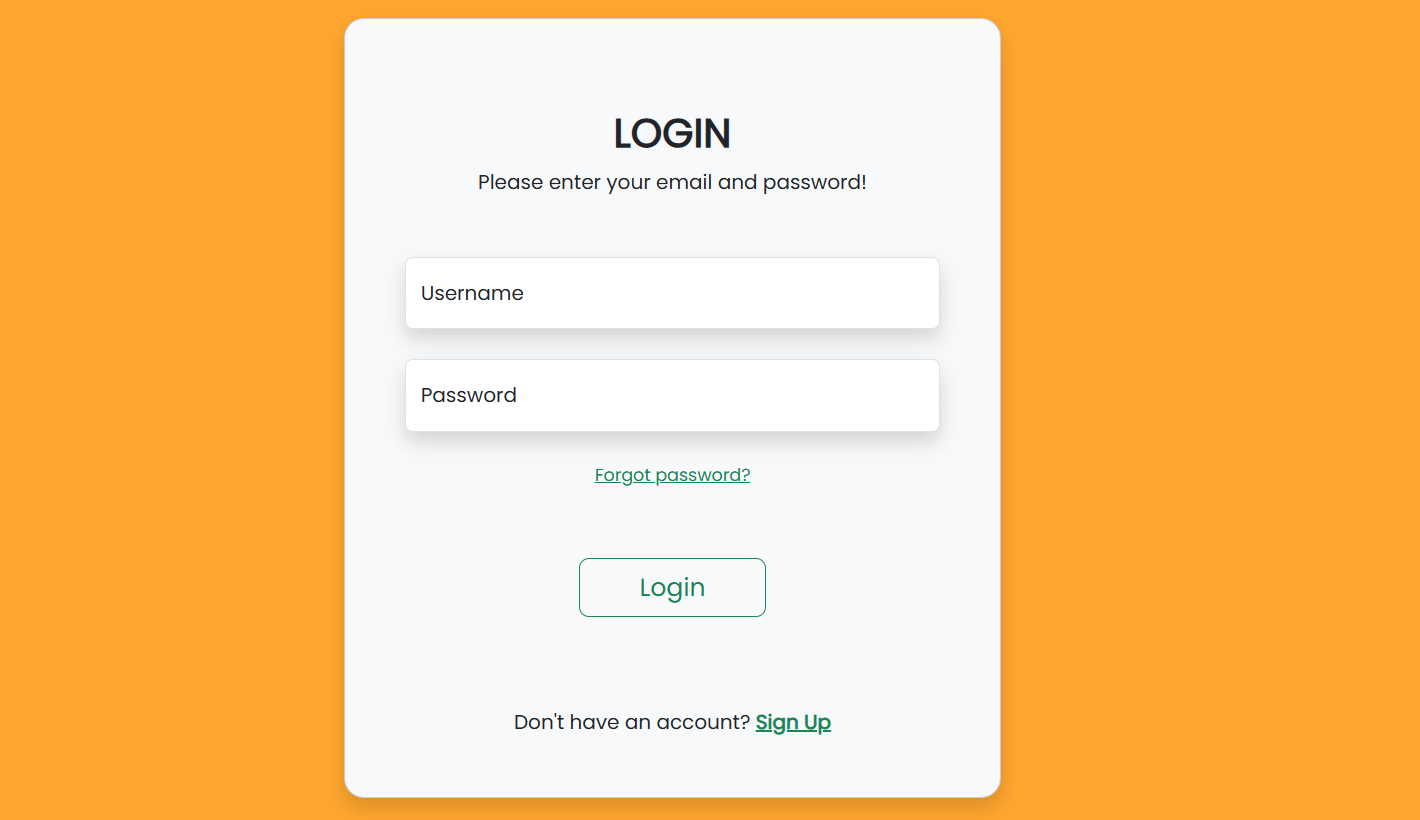 LOGIN
Please enter your email and password!
Username
Password
Forgot password?
Login
Don't have an account? Sign Up